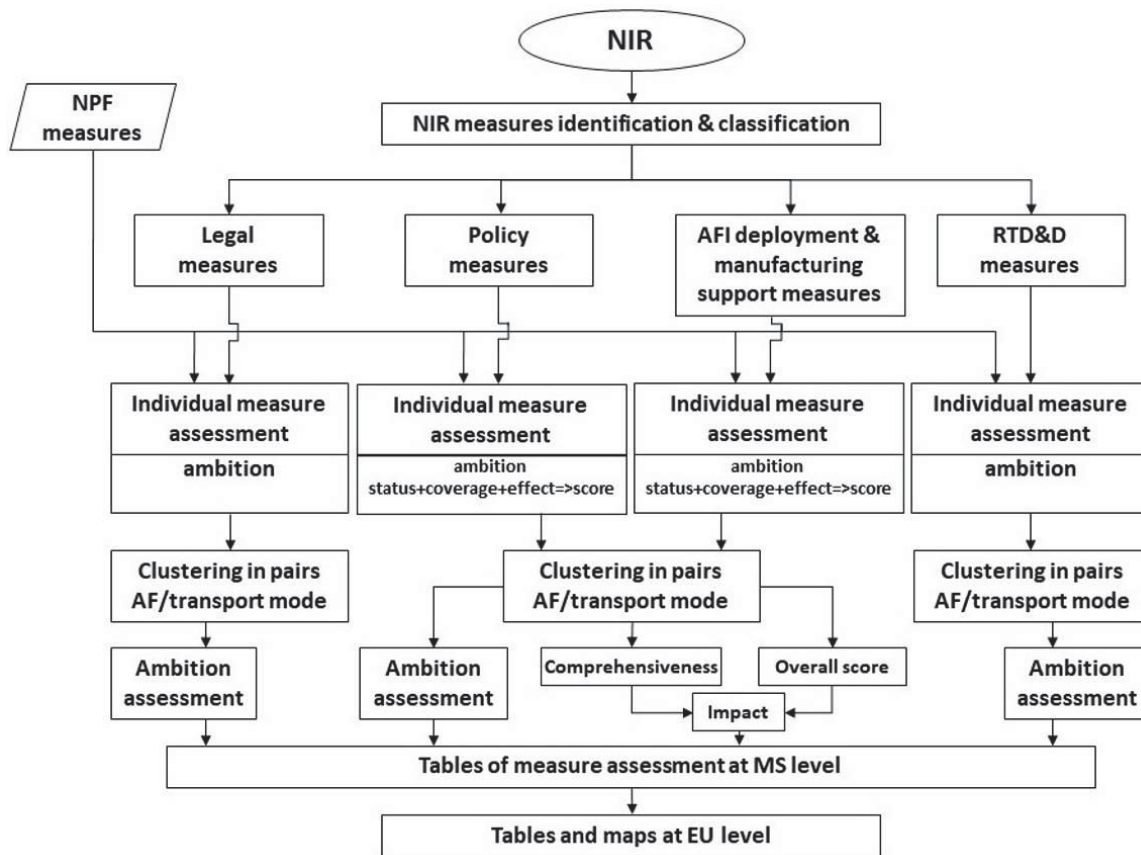 NIR
NPF
measures
NIR measures identification & classification
Legal
measures
Policy
measures
AFI deployment &
manufacturing
support measures
RTD&D
measures
Individual measure
assessment
ambition
Individual measure
assessment
ambition
status+coverage+effect=>score
Individual measure
assessment
ambition
status+coverage+effect=>score
Individual measure
assessment
ambition
Clustering in pairs
AF/transport mode
Clustering in pairs
AF/transport mode
Clustering in pairs
AF/transport mode
Ambition
assessment
Ambition
assessment
Comprehensiveness
Overall score
Impact
Ambition
assessment
Tables of measure assessment at MS level
Tables and maps at EU level